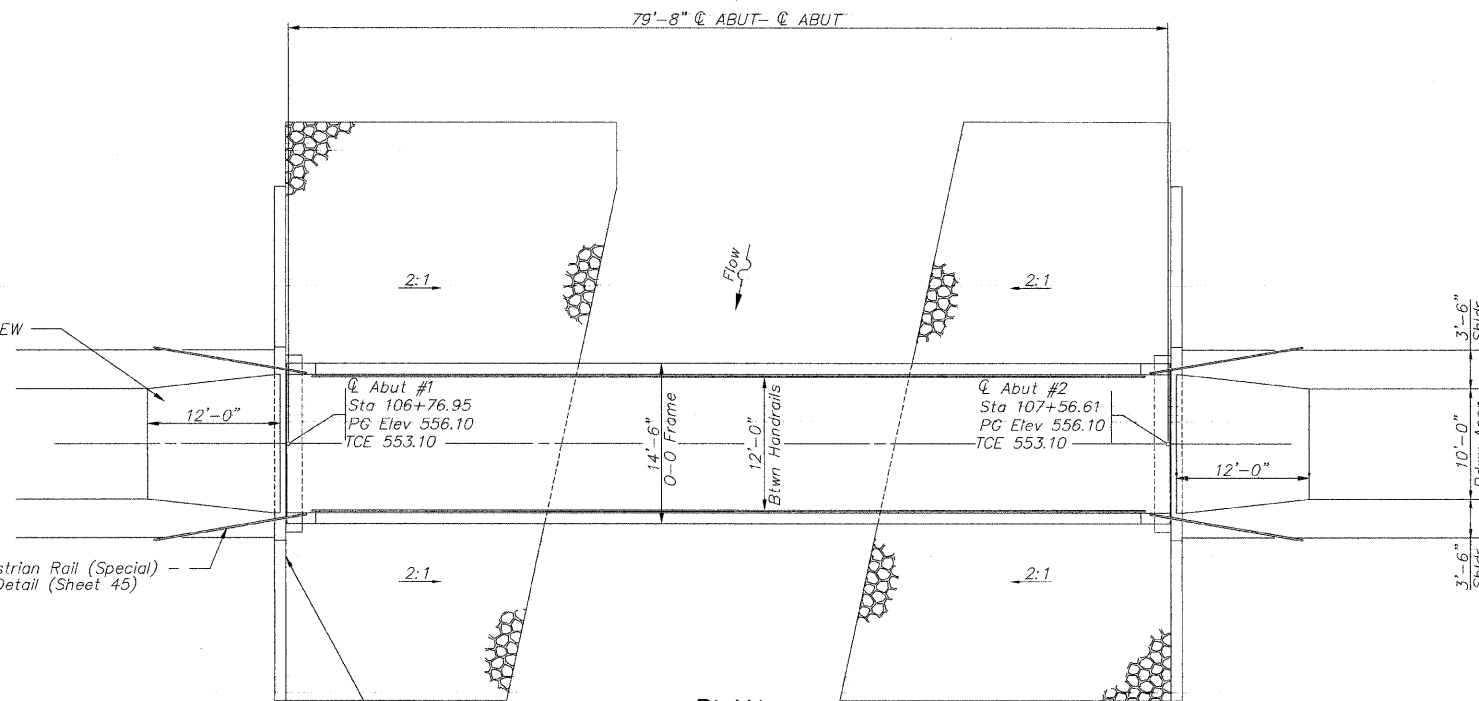 79'-8" ℄ ABUT- ℄ ABUT
Flow
2:1
2:1
EW
3'-6"
Shldr
℄ Abut #1
Sta 106+76.95
PG Elev 556.10
TCE 553.10
℄ Abut #2
Sta 107+56.61
PG Elev 556.10
TCE 553.10
12'-0"
14'-6"
O-O Frame
12'-0"
Btwn Handrails
12'-0"
10'-0"
3'-6"
Shldr
strian Rail (Special)
Detail (Sheet 45)
2:1
2:1